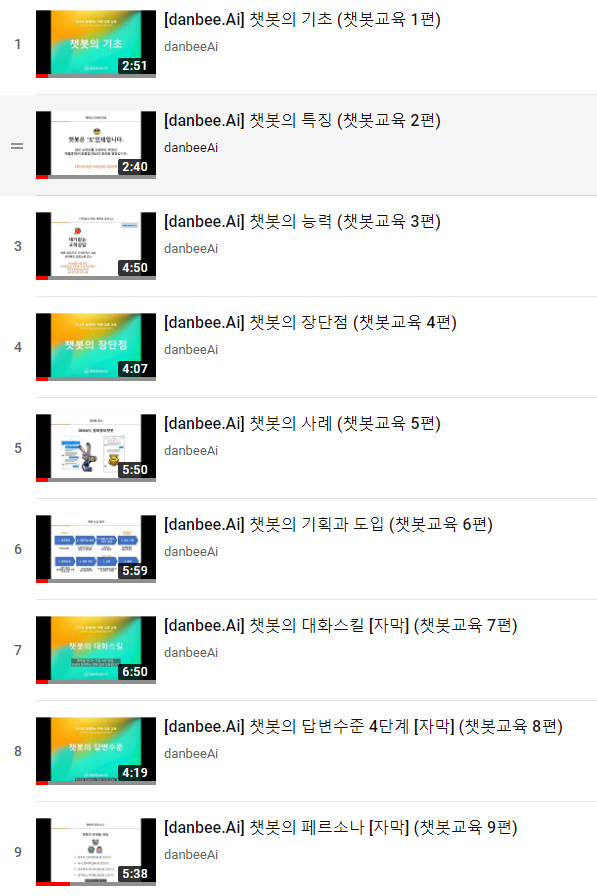 1
챗봇의 기초
2:51
[danbee.Ai] 챗봇의 기초 (챗봇교육 1편)
danbeeAi
2:40
[danbee.Ai] 챗봇의 특징 (챗봇교육 2편)
danbeeAi
3
4:50
[danbee.Ai] 챗봇의 능력 (챗봇교육 3편)
danbeeAi
4
챗봇의 장단점
4:07
[danbee.Ai] 챗봇의 장단점 (챗봇교육 4편)
danbeeAi
5
5:50
[danbee.Ai] 챗봇의 사례 (챗봇교육 5편)
danbeeAi
6
5:59
[danbee.Ai] 챗봇의 기획과 도입 (챗봇교육 6편)
danbeeAi
7
챗봇의 대화스킬
6:50
[danbee.Ai] 챗봇의 대화스킬 [자막] (챗봇교육 7편)
danbeeAi
8
챗봇의 답변수준
4:19
[danbee.Ai] 챗봇의 답변수준 4단계 [자막] (챗봇교육 8편)
danbeeAi
9
5:38
[danbee.Ai] 챗봇의 페르소나 [자막] (챗봇교육 9편)
danbeeAi